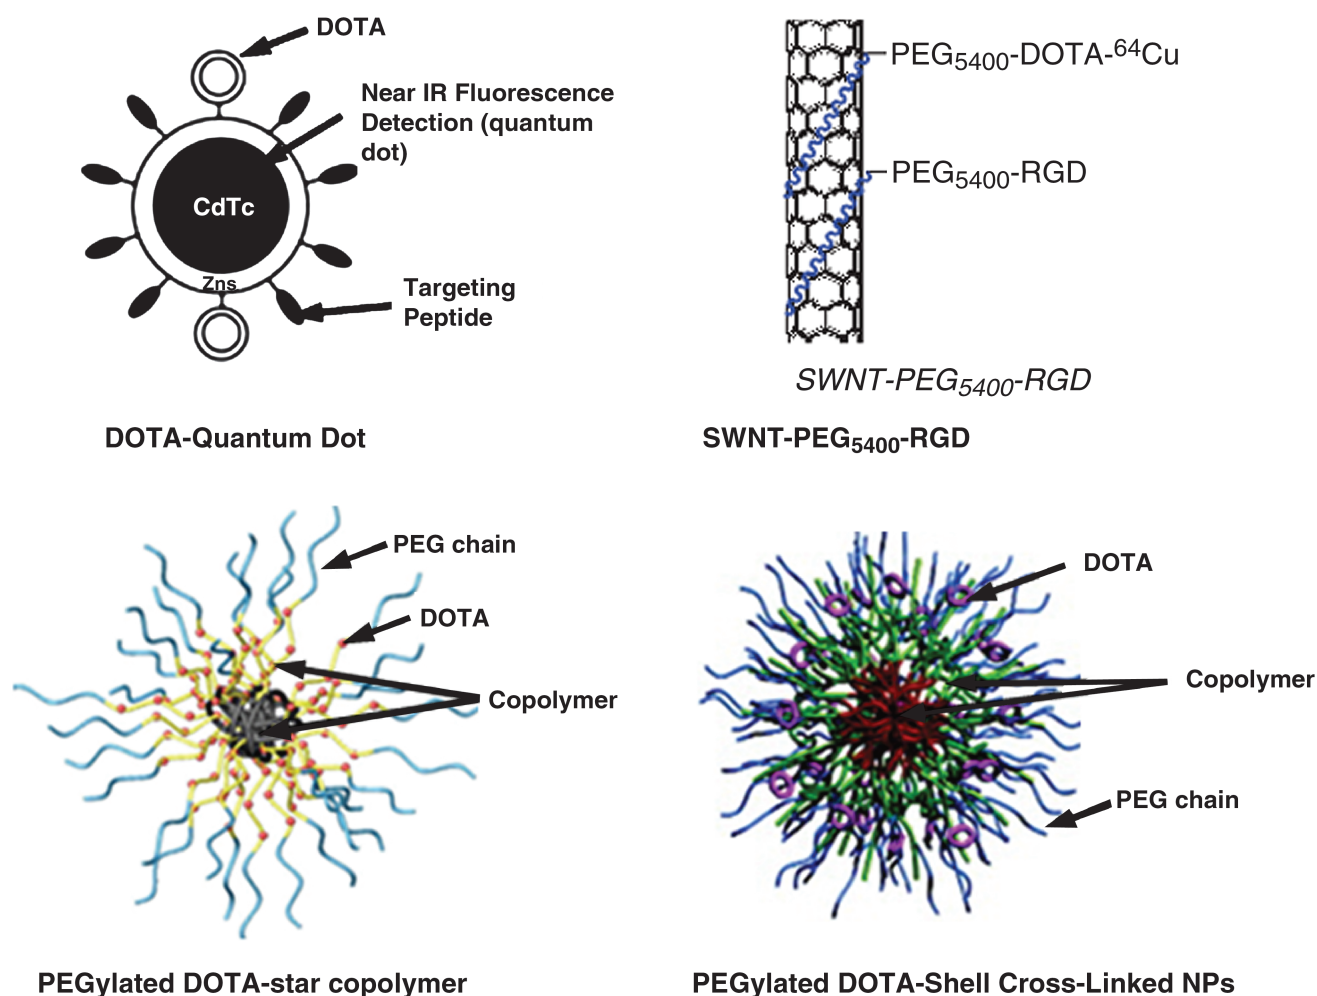 DOTA
Near IR Fluorescence
Detection (quantum
dot)
CdTc
Zns
Targeting
Peptide
DOTA-Quantum Dot
PEG5400-DOTA-64Cu
PEG5400-RGD
SWNT-PEG5400-RGD
SWNT-PEG5400-RGD
PEG chain
DOTA
Copolymer
PEGylated DOTA-star copolymer
DOTA
Copolymer
PEG chain
PEGylated DOTA-Shell Cross-Linked NPs